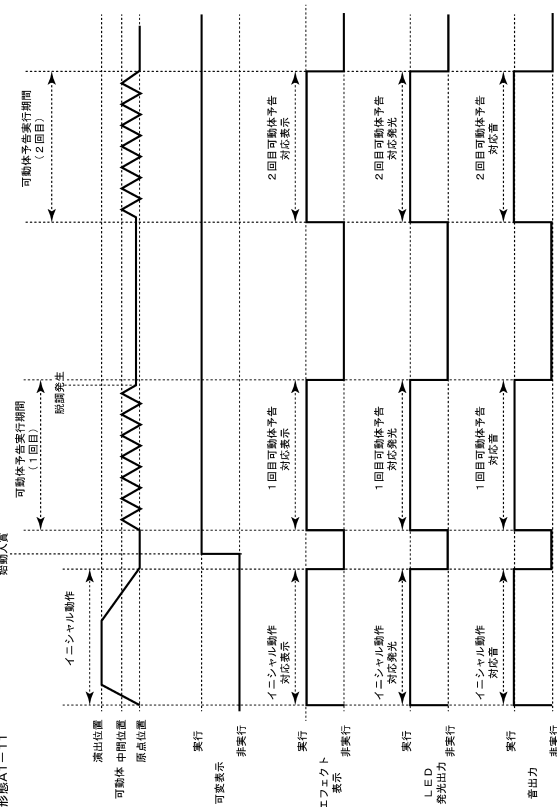 形態A1-11
始動入賞
可動体予告実行期間
(1回目)
可動体予告実行期間
(2回目)
イニシャル動作
脱調発生
可動体
演出位置
中間位置
原点位置
可変表示
実行
非実行
エフェクト
表示
実行
非実行
イニシャル動作
対応表示
1回目可動体予告
対応表示
2回目可動体予告
対応表示
LED
発光出力
実行
非実行
イニシャル動作
対応発光
1回目可動体予告
対応発光
2回目可動体予告
対応発光
音出力
実行
非実行
イニシャル動作
対応音
1回目可動体予告
対応音
2回目可動体予告
対応音